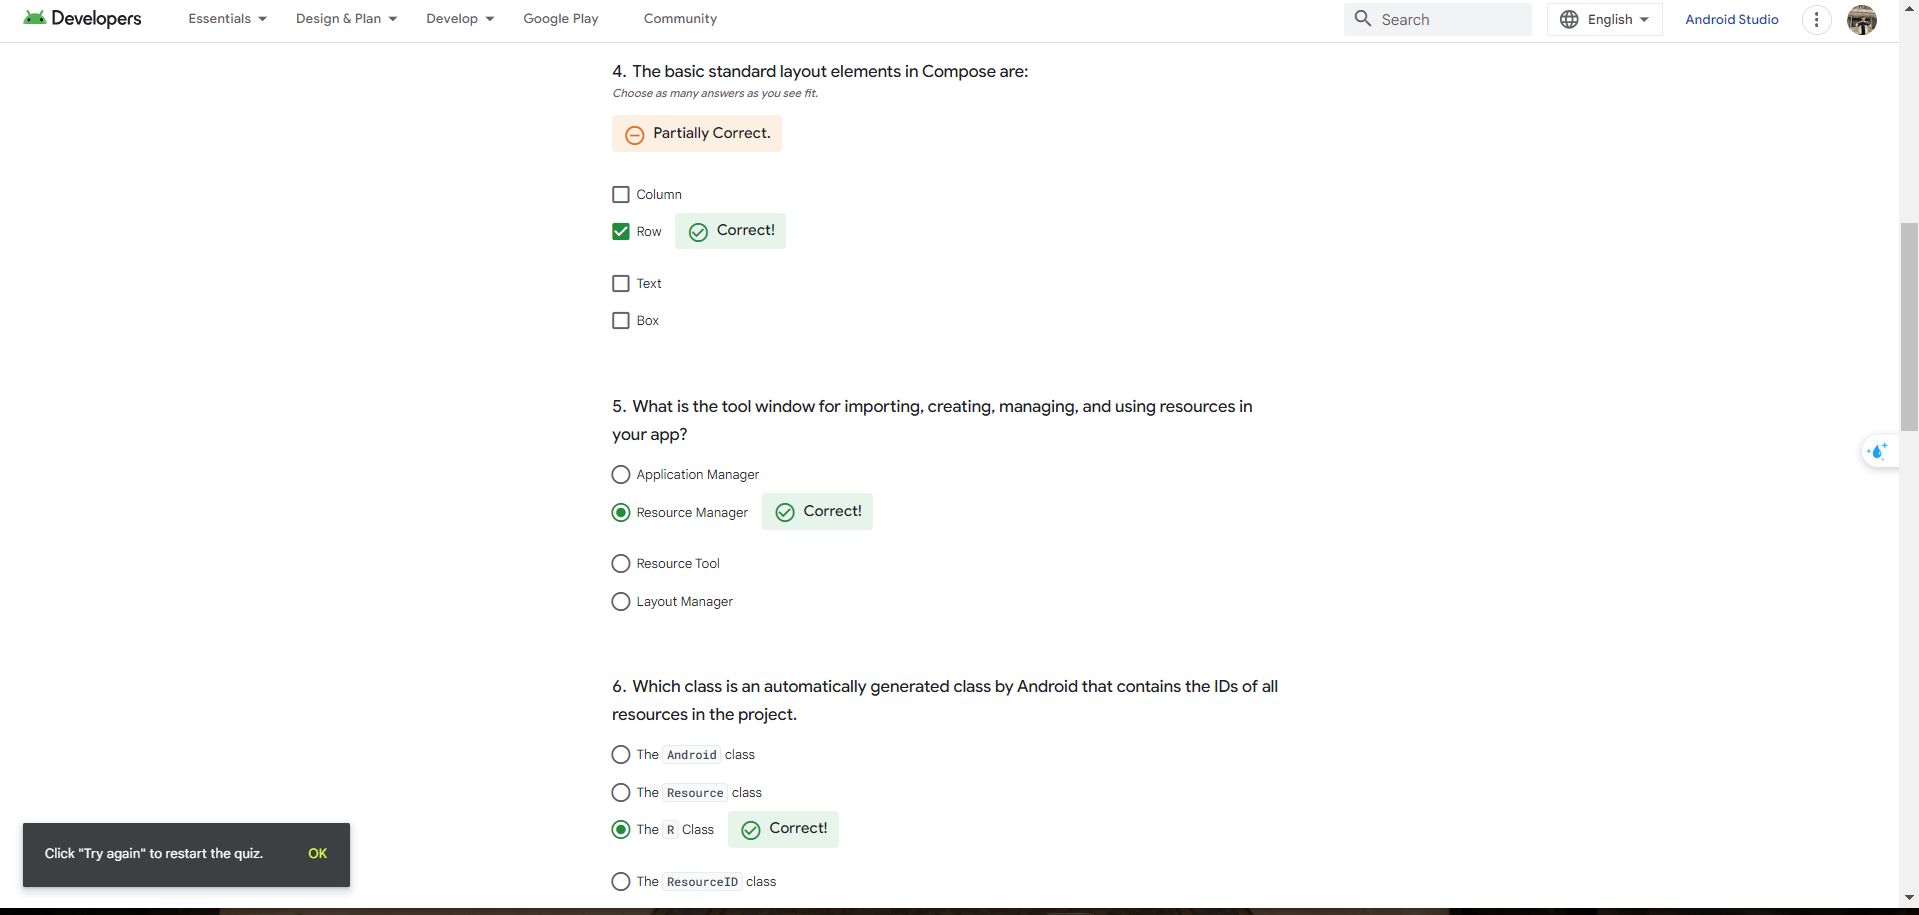 Developers
Essentials
Design & Plan
Develop
Google Play
Community
Search
English
Android Studio
4. The basic standard layout elements in Compose are:
Choose as many answers as you see fit.
Partially Correct.
Column
Row
Correct!
Text
Box
5. What is the tool window for importing, creating, managing, and using resources in
your app?
Application Manager
Resource Manager
Correct!
Resource Tool
Layout Manager
6. Which class is an automatically generated class by Android that contains the IDs of all
resources in the project.
The Android class
The Resource class
The R Class
Correct!
The ResourceID class
Click "Try again" to restart the quiz.
OK